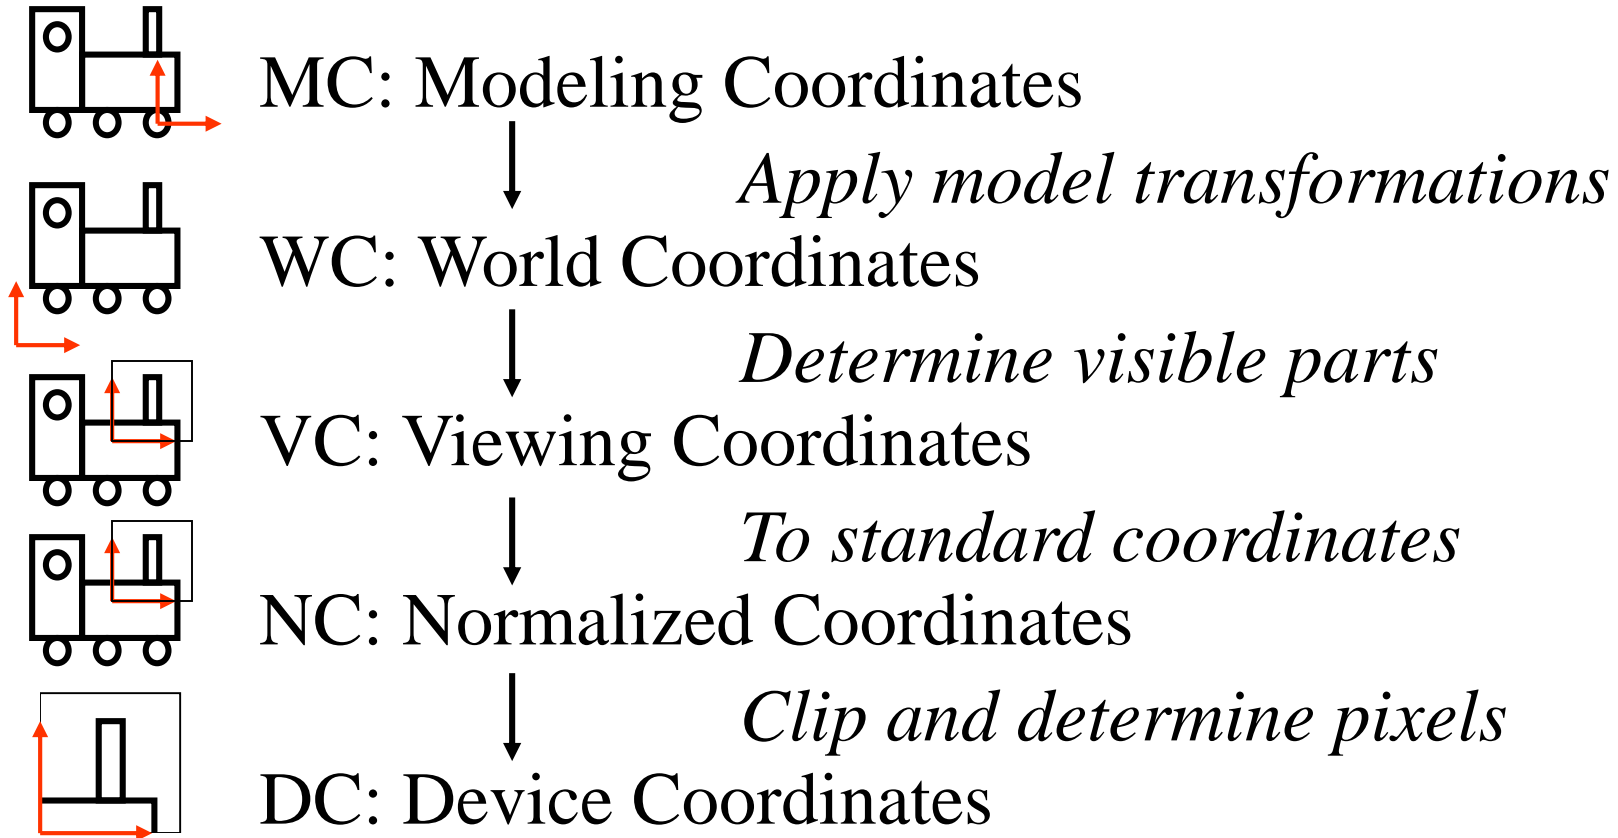 MC: Modeling Coordinates
Apply model transformations
WC: World Coordinates
Determine visible parts
VC: Viewing Coordinates
To standard coordinates
NC: Normalized Coordinates
Clip and determine pixels
DC: Device Coordinates